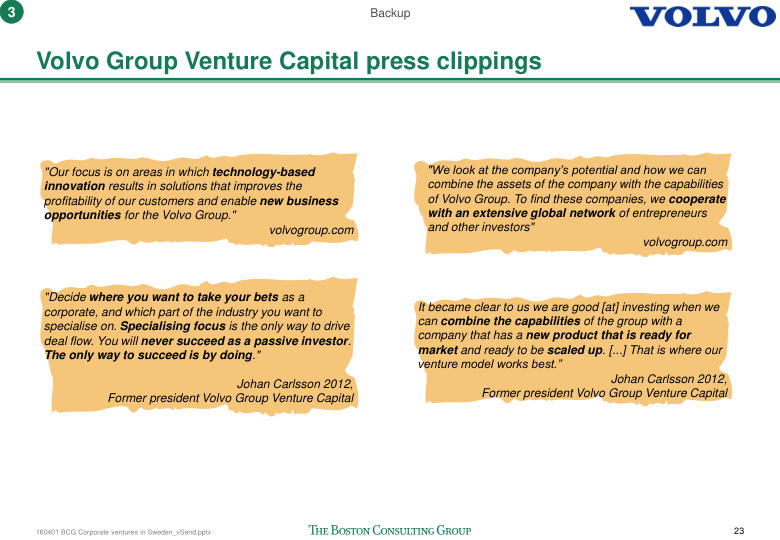 3
Backup
VOLVO
Volvo Group Venture Capital press clippings
"Our focus is on areas in which technology-based
innovation results in solutions that improves the
profitability of our customers and enable new business
opportunities for the Volvo Group."
volvogroup.com
"We look at the company's potential and how we can
combine the assets of the company with the capabilities
of Volvo Group. To find these companies, we cooperate
with an extensive global network of entrepreneurs
and other investors"
volvogroup.com
"Decide where you want to take your bets as a
corporate, and which part of the industry you want to
specialise on. Specialising focus is the only way to drive
deal flow. You will never succeed as a passive investor.
The only way to succeed is by doing."
Johan Carlsson 2012,
Former president Volvo Group Venture Capital
It became clear to us we are good [at] investing when we
can combine the capabilities of the group with a
company that has a new product that is ready for
market and ready to be scaled up. [...] That is where our
venture model works best."
Johan Carlsson 2012,
Former president Volvo Group Venture Capital
160401 BCG Corporate ventures in Sweden_vSend.pptx
THE BOSTON CONSULTING GROUP
23